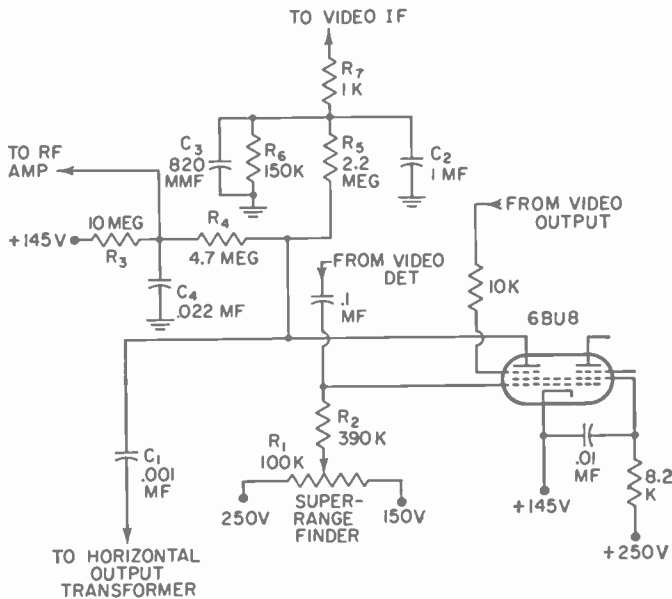 TO VIDEO IF
R7
1K
C3
820
MMF
R6
150K
R5
2.2
MEG
C2
1 MF
TO RF
AMP
10 MEG
R4
+145V
R3
4.7 MEG
C4
.022 MF
FROM VIDEO
OUTPUT
FROM VIDEO
DET
.1
MF
10K
6BU8
C1
.001
MF
R2
390K
R1
100K
250V
150V
SUPER-
RANGE
FINDER
.01
MF
8.2
K
+145V
+250V
TO HORIZONTAL
OUTPUT
TRANSFORMER